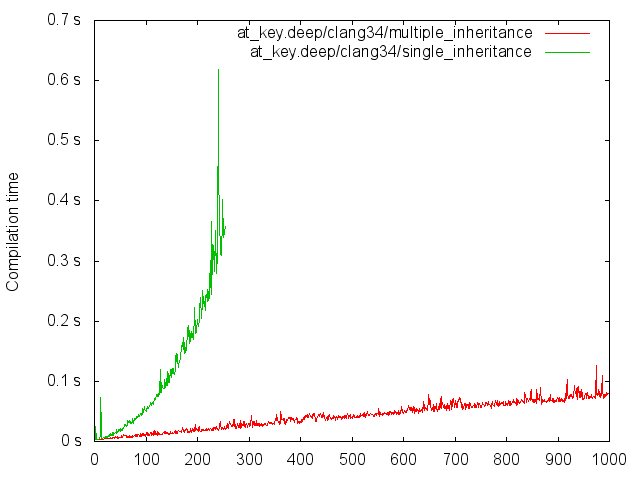 0.7 s
at_key.deep/clang34/multiple_inheritance
at_key.deep/clang34/single_inheritance
0.6 s
0.5 s
0.4 s
0.3 s
0.2 s
0.1 s
0 s
Compilation time
0 100 200 300 400 500 600 700 800 900 1000